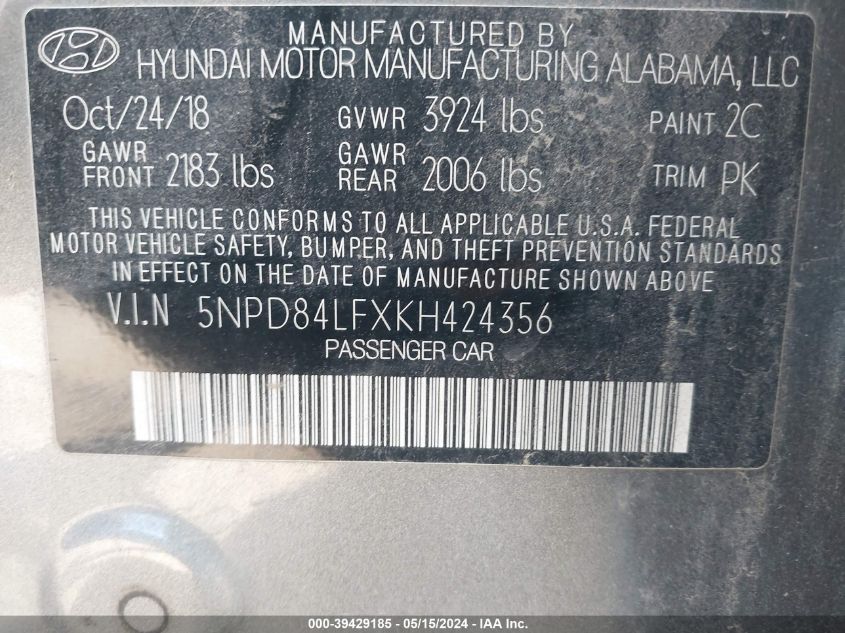 MANUFACTURED BY
HYUNDAI MOTOR MANUFACTURING ALABAMA, LLC
Oct/24/18 GVWR 3924 lbs PAINT 2C
GAWR FRONT 2183 lbs GAWR REAR 2006 lbs TRIM PK
THIS VEHICLE CONFORMS TO ALL APPLICABLE U.S.A. FEDERAL
MOTOR VEHICLE SAFETY, BUMPER, AND THEFT PREVENTION STANDARDS
IN EFFECT ON THE DATE OF MANUFACTURE SHOWN ABOVE.
V.I.N 5NPD84LFXKH424356
PASSENGER CAR
000-39429185 - 05/15/2024 - IAA Inc.